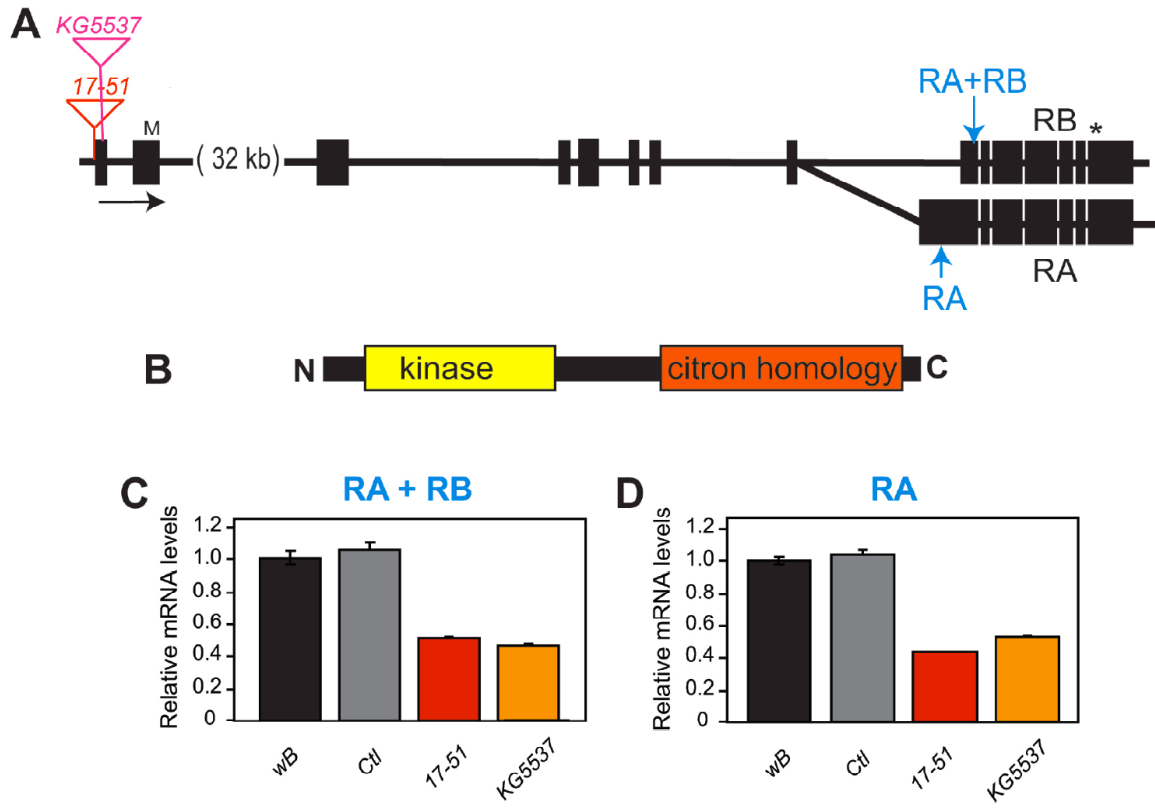 A
KG5537
17-51
M
( 32 kb)
RA+RB
RB
*
RA
RA
B
N
kinase
citron homology
C
C
RA + RB
Relative mRNA levels
1.2
1.0
0.8
0.6
0.4
0.2
0
wB
Ctl
17-51
KG5537
D
RA
Relative mRNA levels
1.2
1.0
0.8
0.6
0.4
0.2
0
wB
Ctl
17-51
KG5537